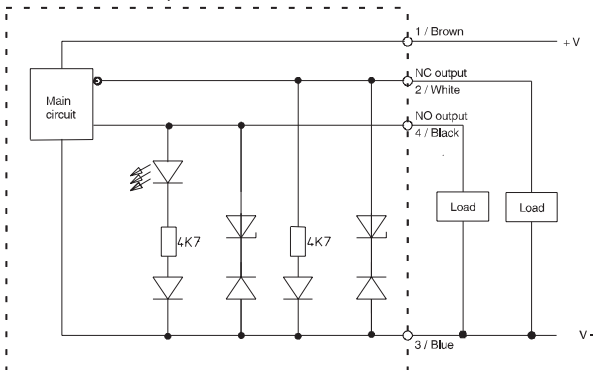 1 / Brown
+ V
NC output
2 / White
Main
circuit
NO output
4 / Black
Load
Load
4K7
4K7
3 / Blue
V -